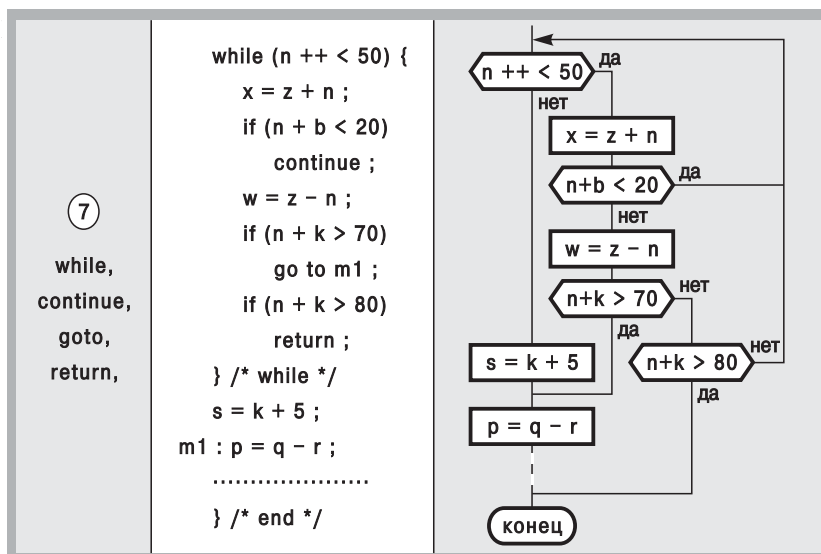 7
while,
continue,
goto,
return,
while (n ++ < 50) {
x = z + n ;
if (n + b < 20)
continue ;
w = z − n ;
if (n + k > 70)
go to m1 ;
if (n + k > 80)
return ;
} /* while */
s = k + 5 ;
m1 : p = q − r ;
.....................
} /* end */
n ++ < 50
да
нет
x = z + n
n+b < 20
да
нет
w = z − n
n+k > 70
нет
да
s = k + 5
n+k > 80
нет
да
p = q − r
конец